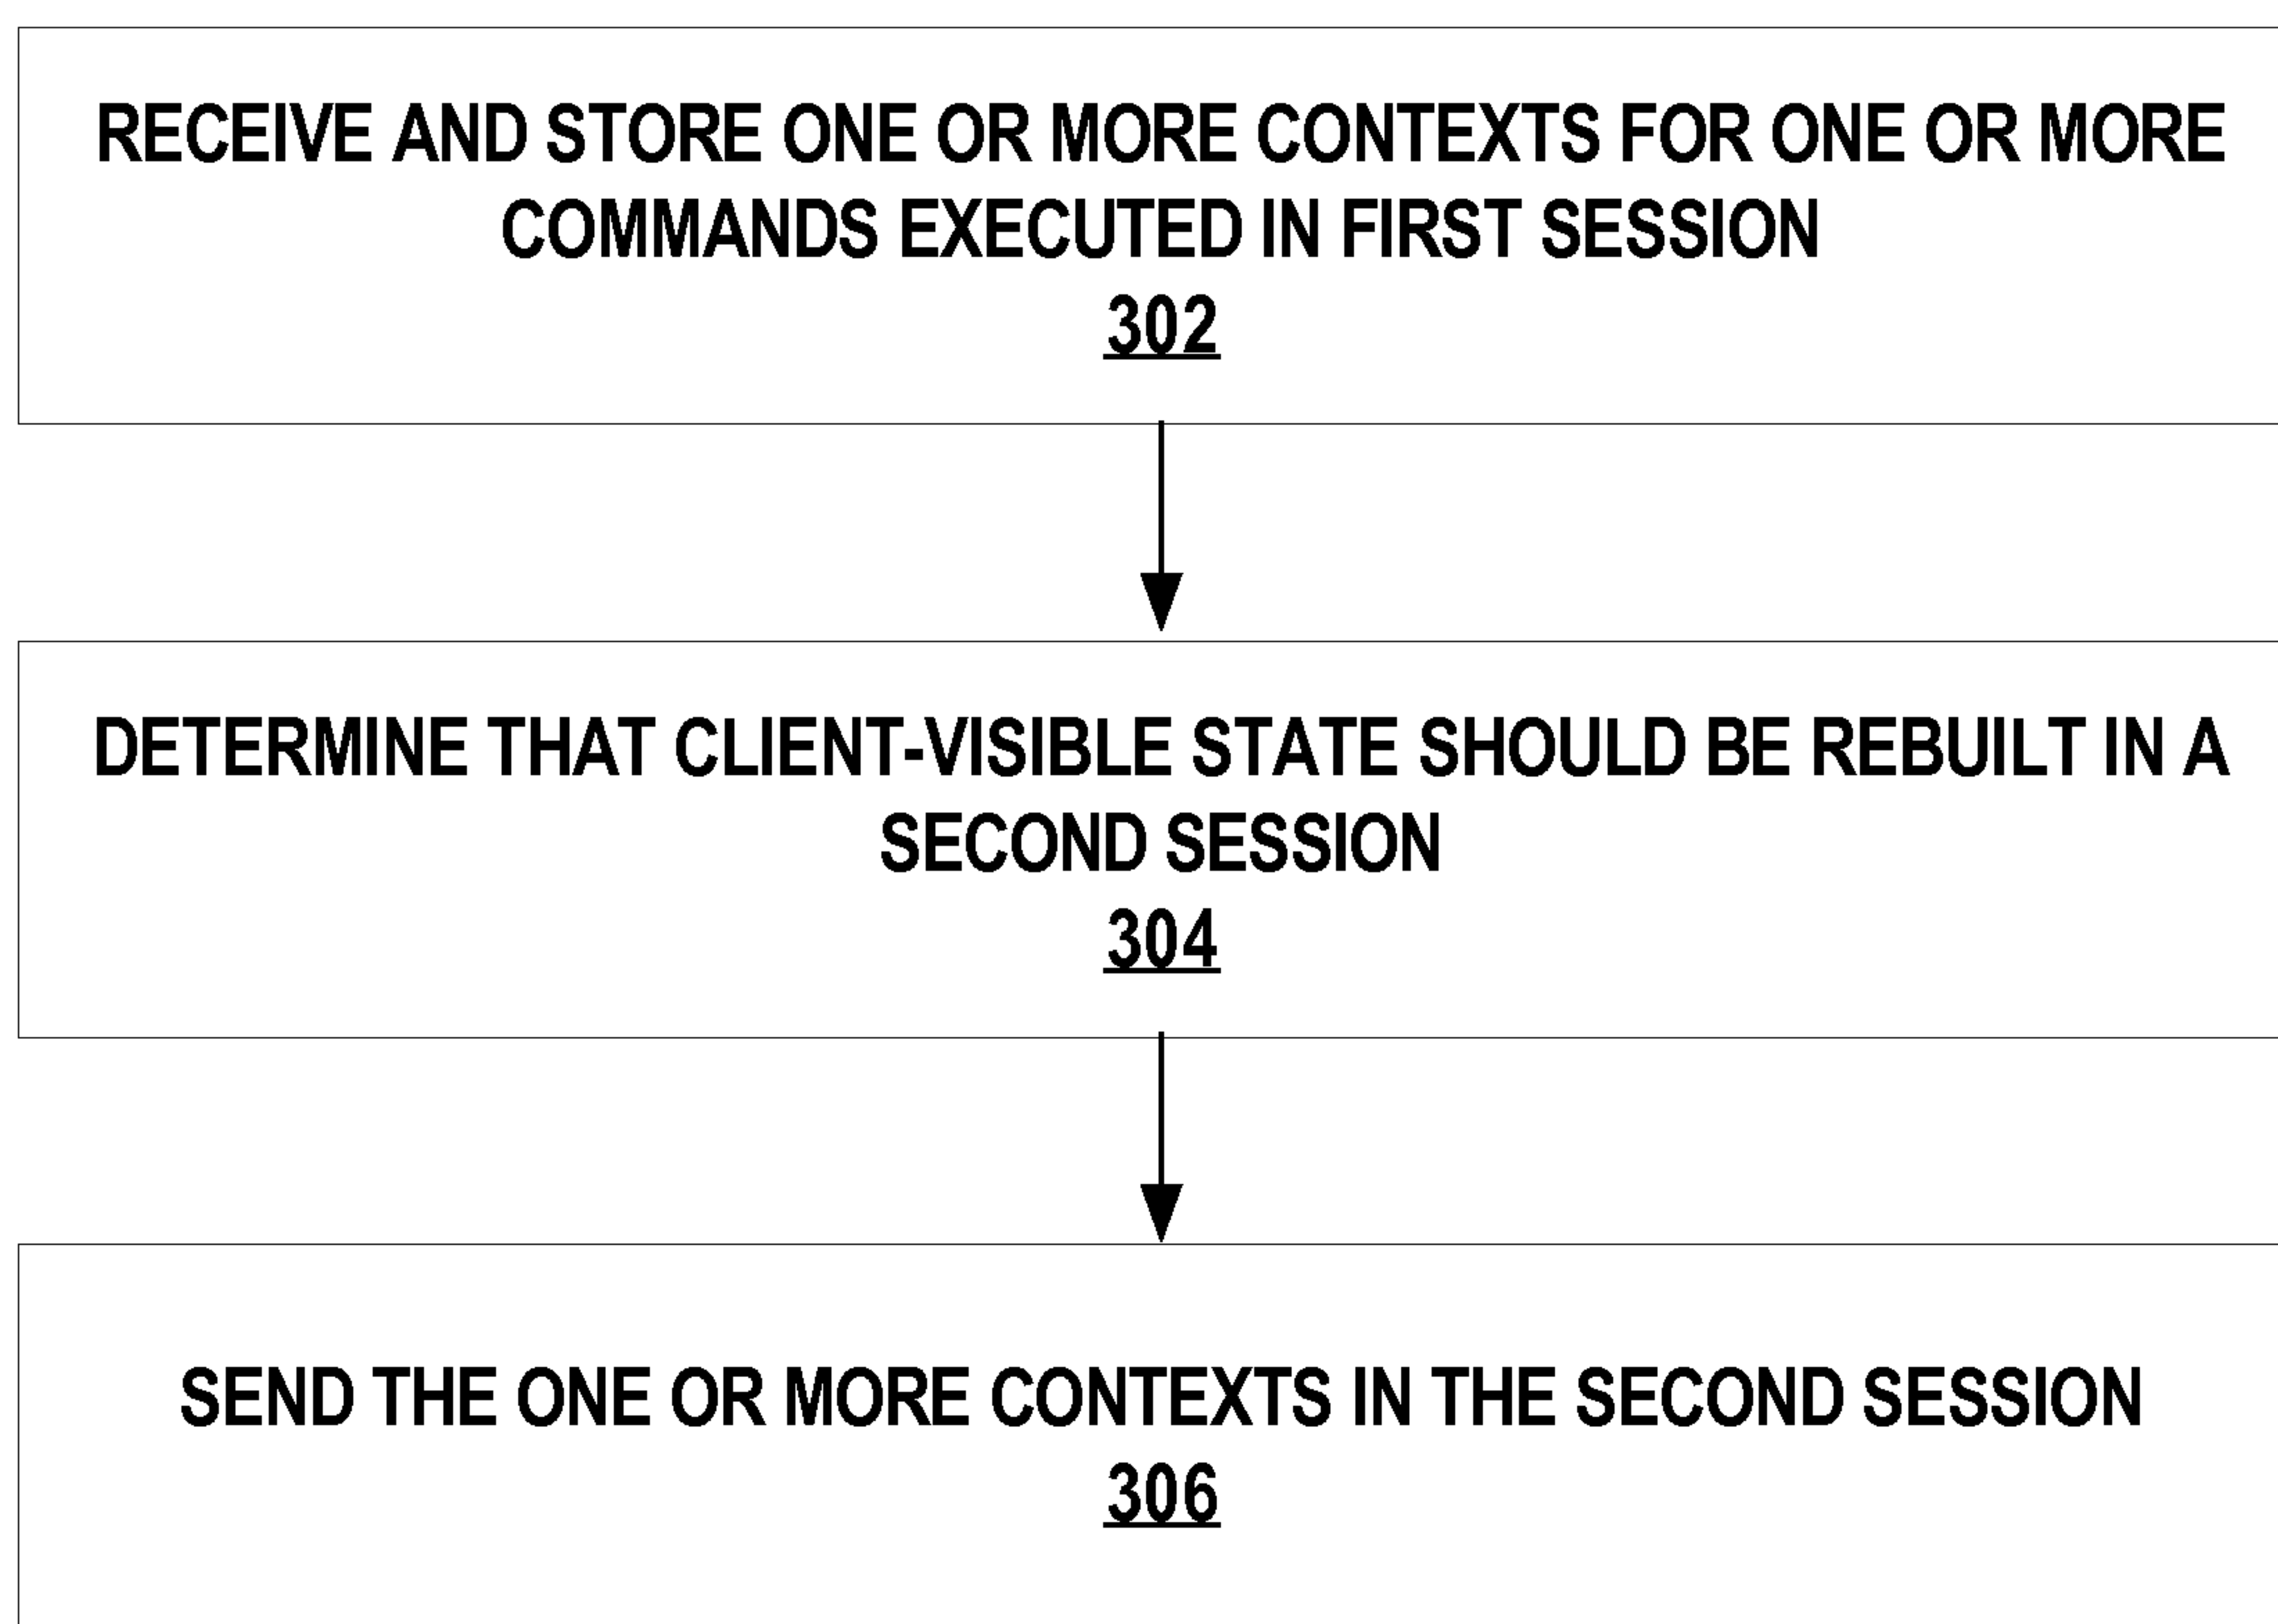 RECEIVE AND STORE ONE OR MORE CONTEXTS FOR ONE OR MORE
COMMANDS EXECUTED IN FIRST SESSION
302
DETERMINE THAT CLIENT-VISIBLE STATE SHOULD BE REBUILT IN A
SECOND SESSION
304
SEND THE ONE OR MORE CONTEXTS IN THE SECOND SESSION
306